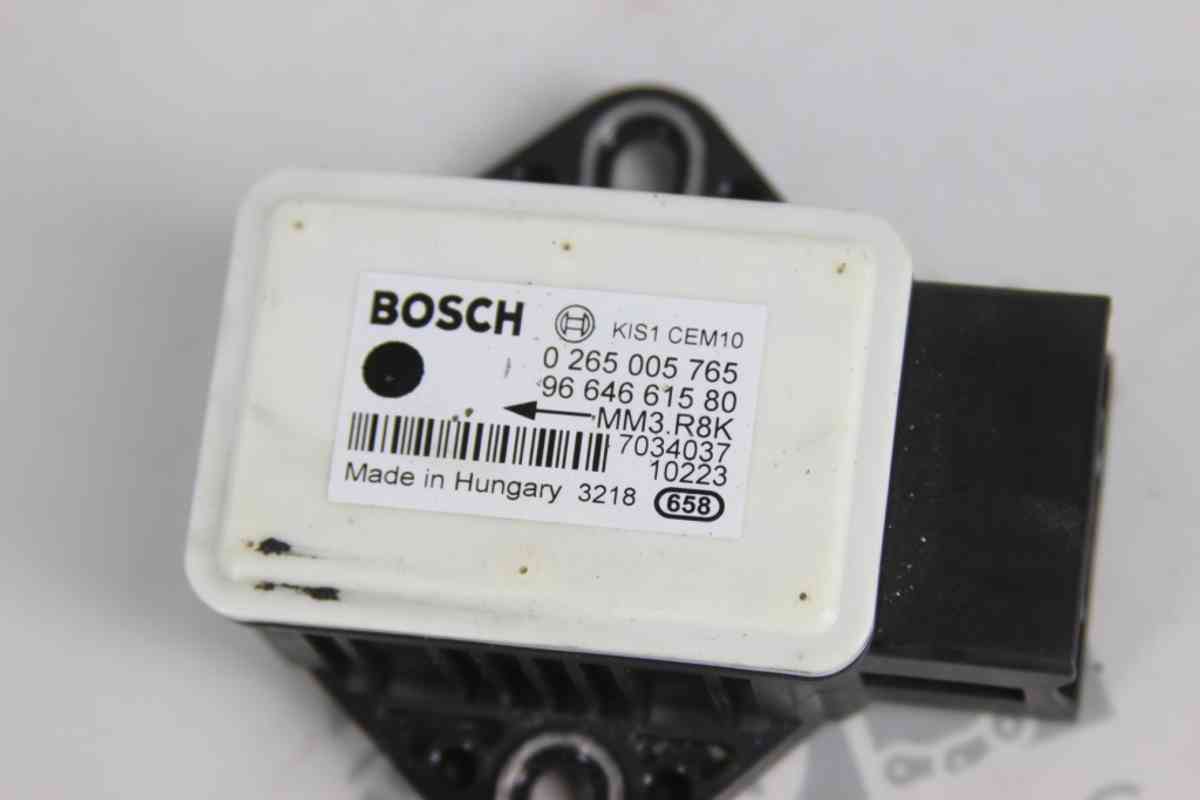 BOSCH KIS1 CEM10
0 265 005 765
96 646 615 80
MM3.R8K
7034037
10223
Made in Hungary 3218 658